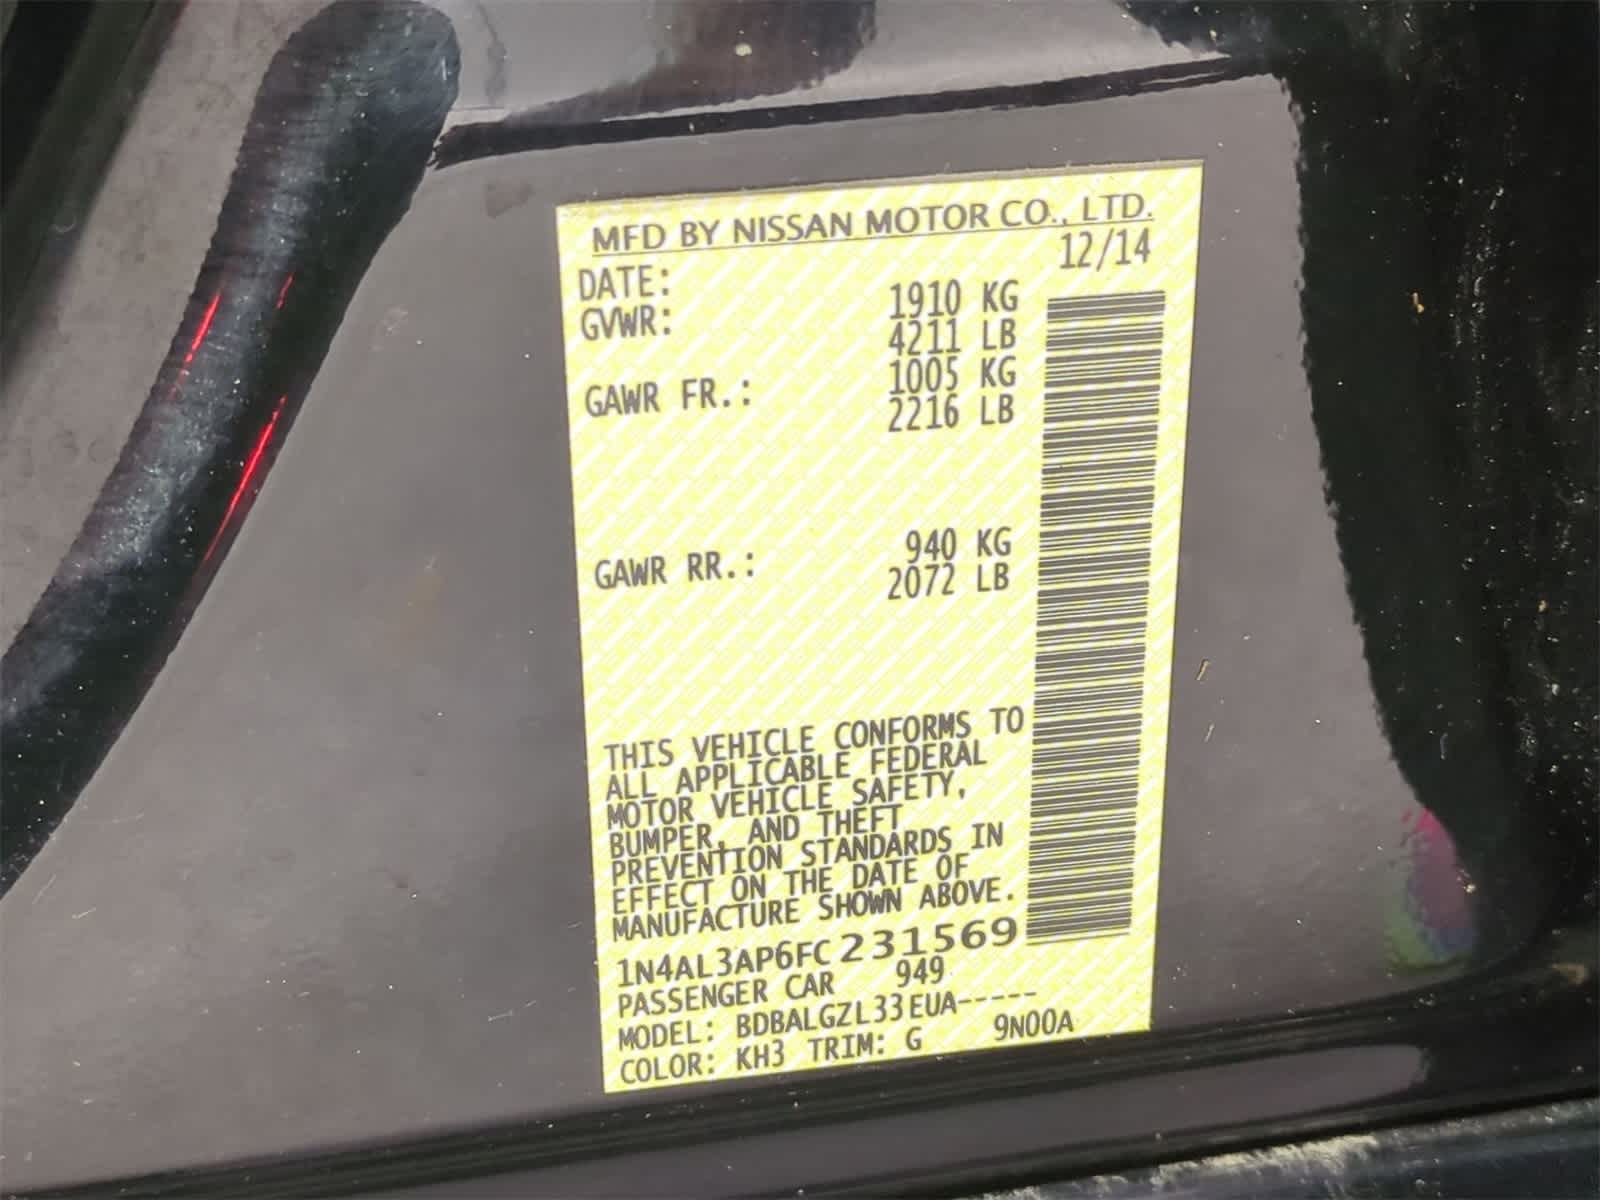 MFD BY NISSAN MOTOR CO., LTD.
DATE: 12/14
GVWR: 1910 KG
4211 LB
GAWR FR.: 1005 KG
2216 LB
GAWR RR.: 940 KG
2072 LB
THIS VEHICLE CONFORMS TO
ALL APPLICABLE FEDERAL
MOTOR VEHICLE SAFETY,
BUMPER, AND THEFT
PREVENTION STANDARDS IN
EFFECT ON THE DATE OF
MANUFACTURE SHOWN ABOVE.
1N4AL3AP6FC231569
PASSENGER CAR 949
MODEL: BDBALGZL33EUA-----
COLOR: KH3 TRIM: G 9N00A